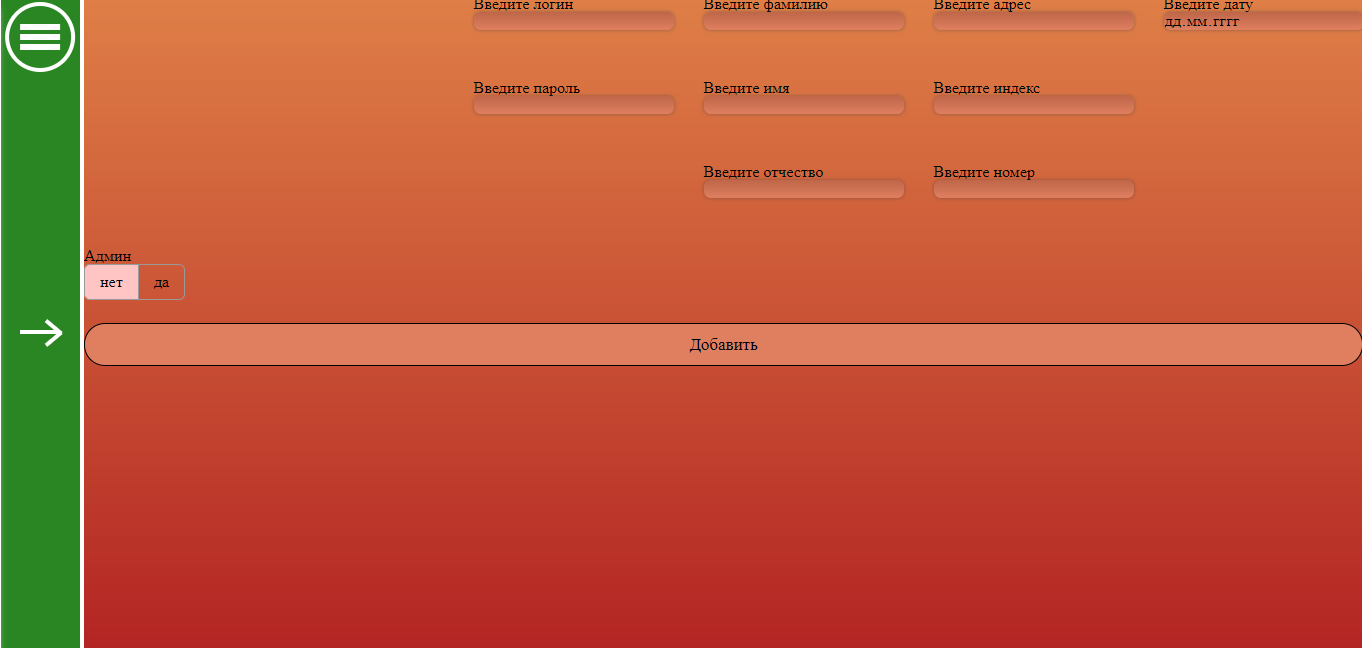 Введите логин Введите фамилию Введите адрес Введите дату
дд.мм.гггг
Введите пароль Введите имя Введите индекс
Введите отчество Введите номер
Админ
нет да
Добавить